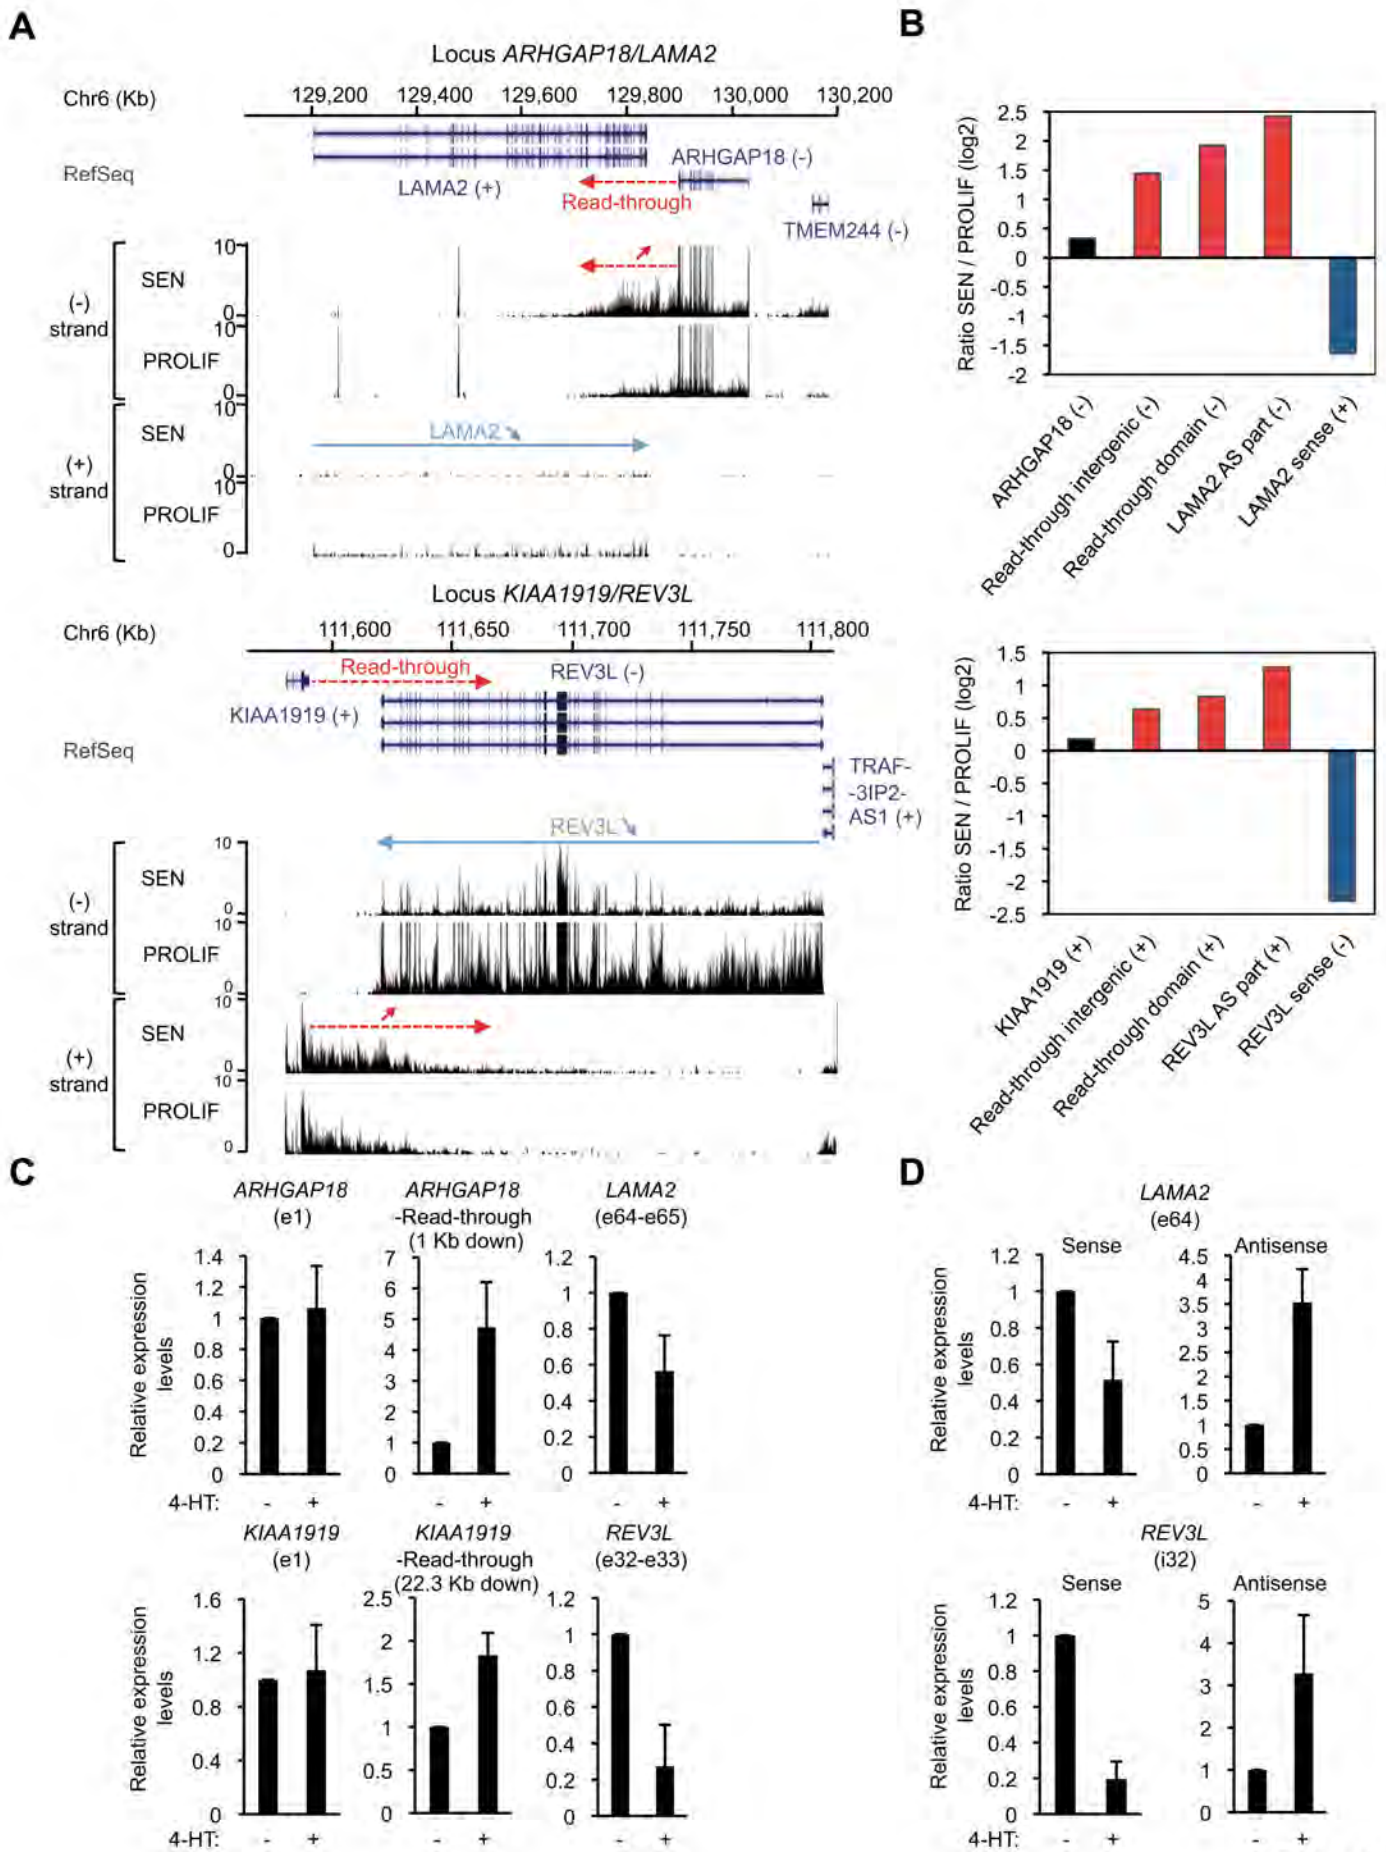 A
Locus ARHGAP18/LAMA2
Chr6 (Kb)
129,200 129,400 129,600 129,800 130,000 130,200
RefSeq
LAMA2 (+)
ARHGAP18 (-)
Read-through
TMEM244 (-)
(-) strand
SEN
10
0
PROLIF
10
0
(+) strand
SEN
10
0
LAMA2
PROLIF
10
0
Locus KIAA1919/REV3L
Chr6 (Kb)
111,600 111,650 111,700 111,750 111,800
Read-through
REV3L (-)
KIAA1919 (+)
RefSeq
TRAF-
-3IP2-
AS1 (+)
REV3L
(-) strand
SEN
10
0
PROLIF
10
0
(+) strand
SEN
10
0
PROLIF
10
0
B
Ratio SEN / PROLIF (log2)
2.5
2
1.5
1
0.5
0
-0.5
-1
-1.5
-2
ARHGAP18 (-)
Read-through intergenic (-)
Read-through domain (-)
LAMA2 AS part (-)
LAMA2 sense (+)
Ratio SEN / PROLIF (log2)
1.5
1
0.5
0
-0.5
-1
-1.5
-2
-2.5
KIAA1919 (+)
Read-through intergenic (+)
Read-through domain (+)
REV3L AS part (+)
REV3L sense (-)
C
ARHGAP18
(e1)
Relative expression
levels
1.4
1.2
1
0.8
0.6
0.4
0.2
0
4-HT: - +
ARHGAP18
-Read-through
(1 Kb down)
7
6
5
4
3
2
1
0
- +
LAMA2
(e64-e65)
1.2
1
0.8
0.6
0.4
0.2
0
- +
KIAA1919
(e1)
Relative expression
levels
1.6
1.2
1
0.8
0.4
0
4-HT: - +
KIAA1919
-Read-through
(22.3 Kb down)
2.5
2
1.5
1
0.5
0
- +
REV3L
(e32-e33)
1.2
1
0.8
0.6
0.4
0.2
0
- +
D
LAMA2
(e64)
Sense
Relative expression
levels
1.2
1
0.8
0.6
0.4
0.2
0
4-HT: - +
Antisense
4.5
4
3.5
3
2.5
2
1.5
1
0.5
0
- +
REV3L
(i32)
Sense
Relative expression
levels
1.2
1
0.8
0.6
0.4
0.2
0
4-HT: - +
Antisense
5
4
3
2
1
0
- +